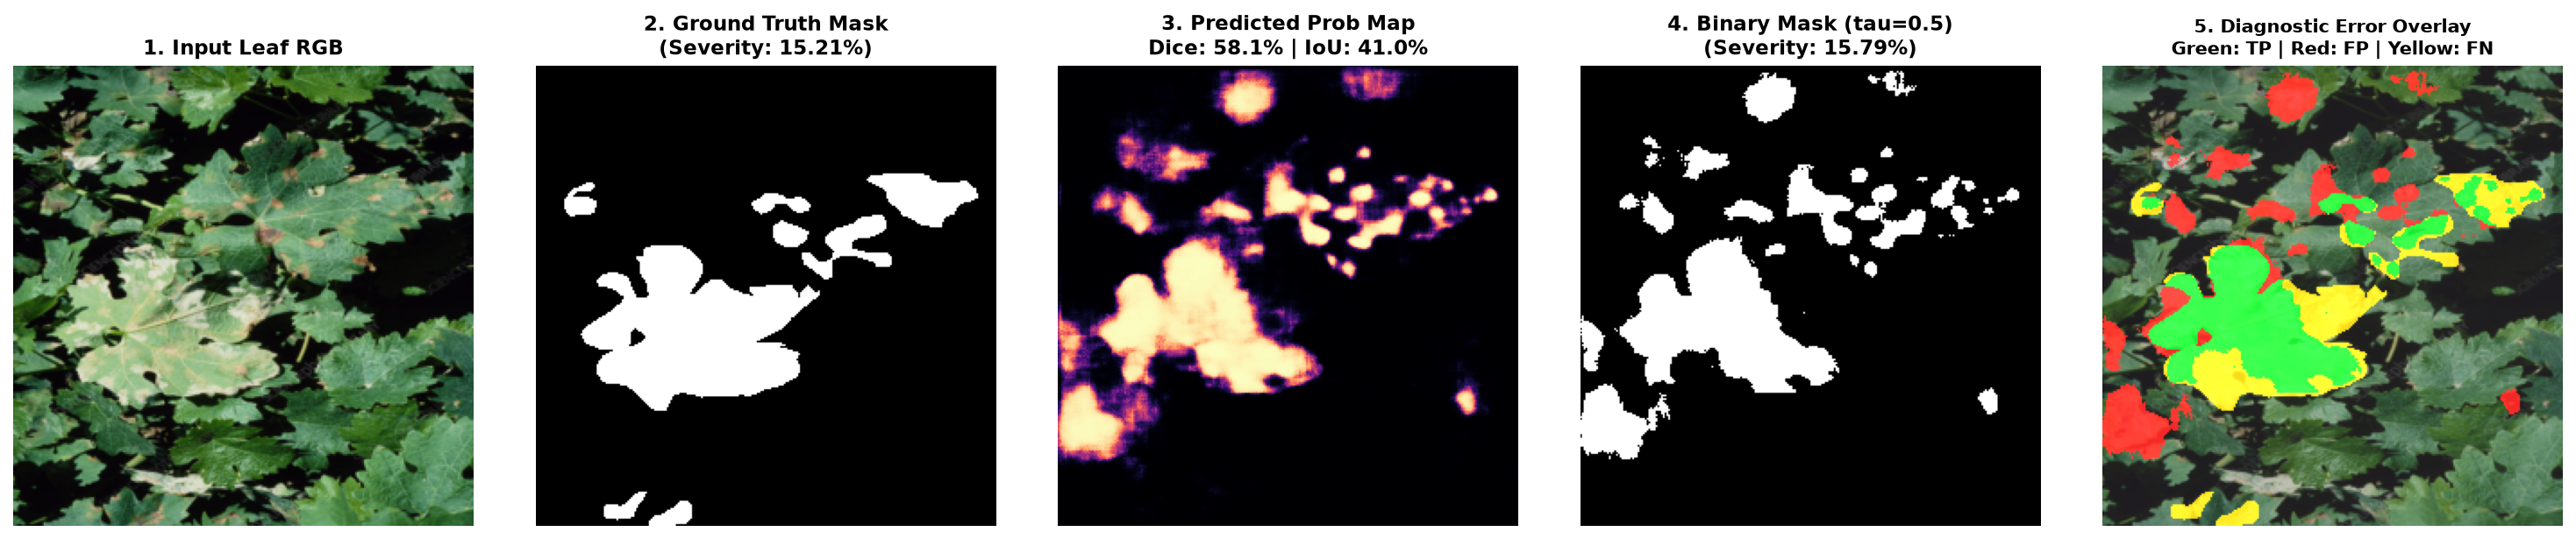 1. Input Leaf RGB
2. Ground Truth Mask
(Severity: 15.21%)
3. Predicted Prob Map
Dice: 58.1% | IoU: 41.0%
4. Binary Mask (tau=0.5)
(Severity: 15.79%)
5. Diagnostic Error Overlay
Green: TP | Red: FP | Yellow: FN